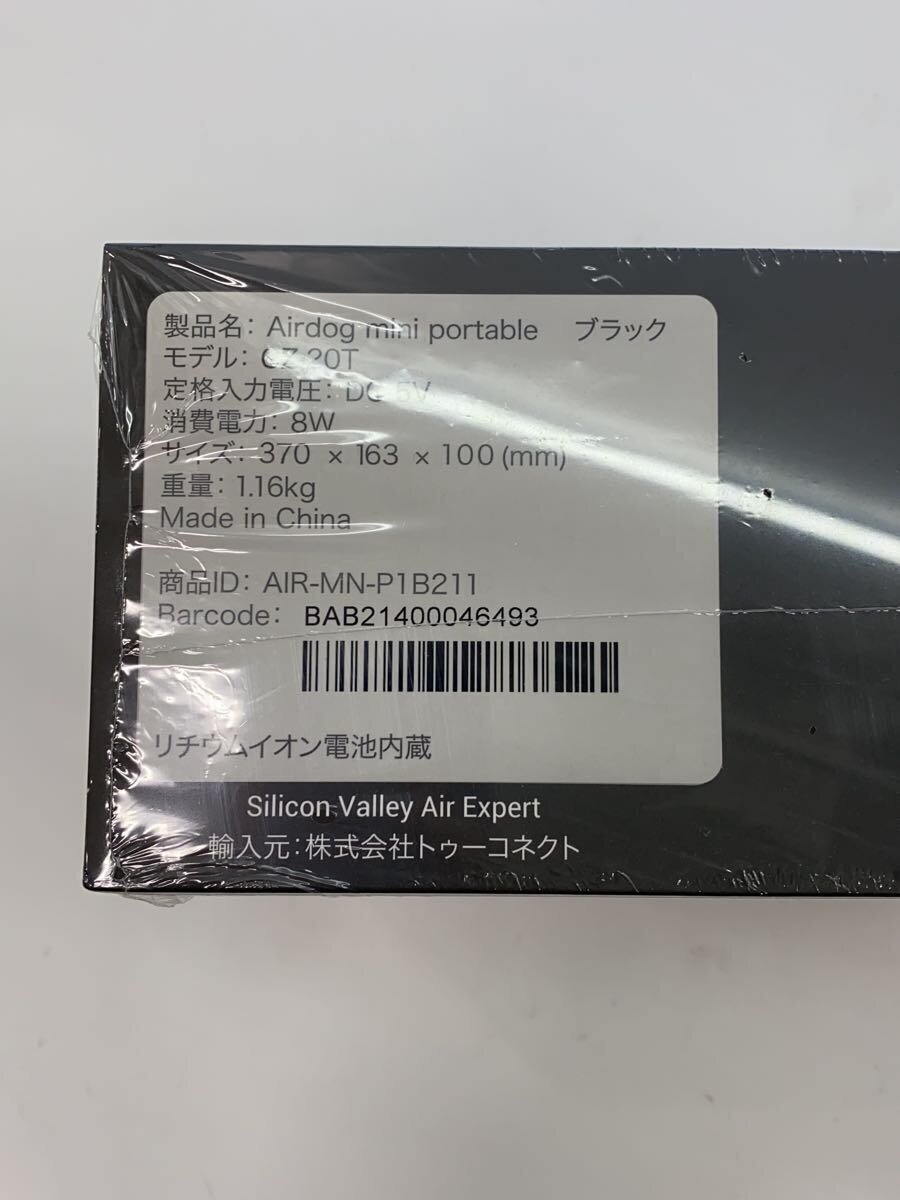 製品名: Airdog mini portable ブラック
モデル: CZ-20T
定格入力電圧: DC 5V
消費電力: 8W
サイズ: 370 × 163 × 100 (mm)
重量: 1.16kg
Made in China
商品ID: AIR-MN-P1B211
Barcode: BAB21400046493
リチウムイオン電池内蔵
Silicon Valley Air Expert
輸入元:株式会社トゥーコネクト